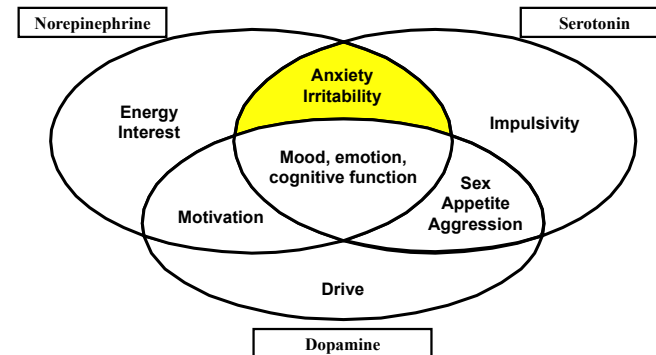 Norepinephrine
Serotonin
Anxiety
Irritability
Energy
Interest
Impulsivity
Mood, emotion,
cognitive function
Sex
Appetite
Aggression
Motivation
Drive
Dopamine